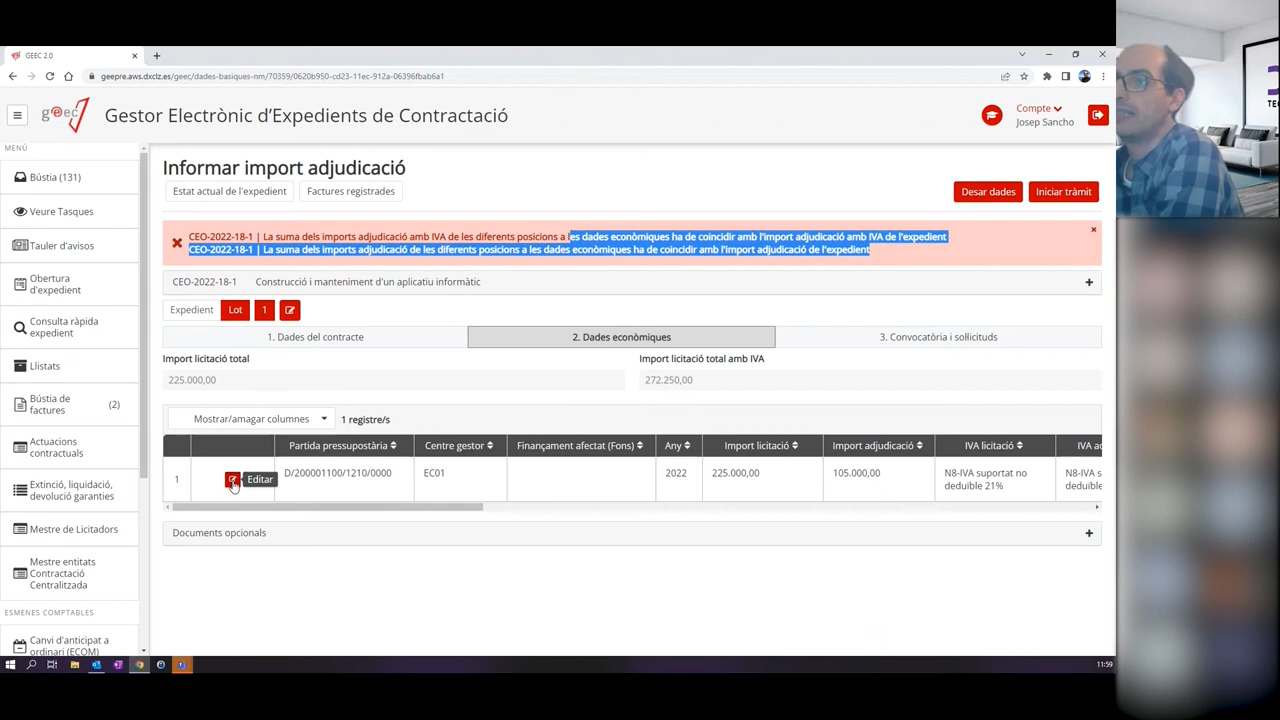 GEEC 2.0
geepre.aws.dxclz.es/geec/dades-basiques-nm/70359/0620b950-cd23-11ec-912a-06396fbab6a1
geec
Gestor Electrònic d'Expedients de Contractació
Compte
Josep Sancho
MENÚ
Bústia (131)
Veure Tasques
Tauler d'avisos
Obertura
d'expedient
Consulta ràpida
expedient
Llistats
Bústia de
factures
(2)
Actuacions
contractuals
Extinció, liquidació,
devolució garanties
Mestre de Licitadors
Mestre entitats
Contractació
Centralitzada
ESMENES COMPTABLES
Canvi d'anticipat a
ordinari (ECOM)
Informar import adjudicació
Estat actual de l'expedient
Factures registrades
Desar dades
Iniciar tràmit
CEO-2022-18-1 | La suma dels imports adjudicació amb IVA de les diferents posicions a les dades econòmiques ha de coincidir amb l'import adjudicació amb IVA de l'expedient
CEO-2022-18-1 | La suma dels imports adjudicació de les diferents posicions a les dades econòmiques ha de coincidir amb l'import adjudicació de l'expedient
CEO-2022-18-1 Construcció i manteniment d'un aplicatiu informàtic
Expedient Lot 1
1. Dades del contracte
2. Dades econòmiques
3. Convocatòria i sol·licituds
Import licitació total
Import licitació total amb IVA
225.000,00
272.250,00
Mostrar/amagar columnes
1 registre/s
Partida pressupostària Centre gestor Finançament afectat (Fons) Any Import licitació Import adjudicació IVA licitació
1 Editar D/200001100/1210/0000 EC01 2022 225.000,00 105.000,00 N8-IVA suportat no
deduïble 21%
Documents opcionals
11:59